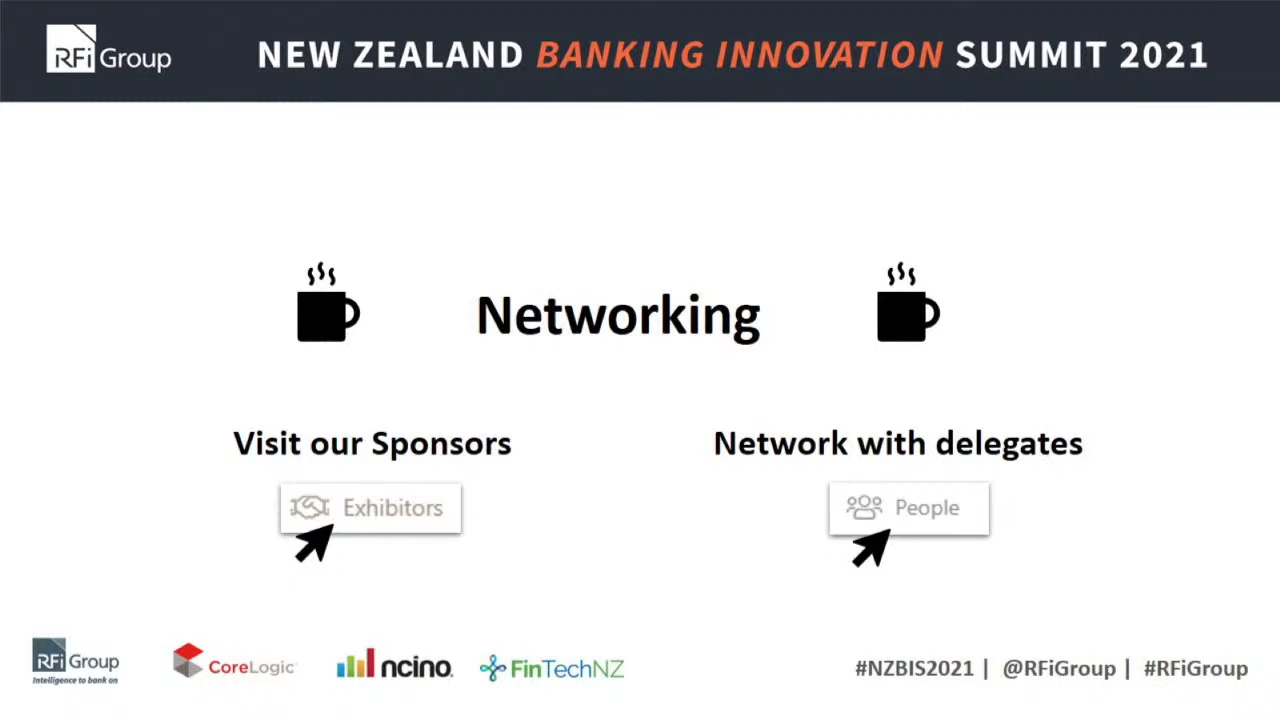 RFi Group
NEW ZEALAND BANKING INNOVATION SUMMIT 2021
Networking
Visit our Sponsors
Network with delegates
Exhibitors
People
RFi Group
Intelligence to bank on
CoreLogic
ncino.
FinTechNZ
#NZBIS2021 | @RFiGroup | #RFiGroup